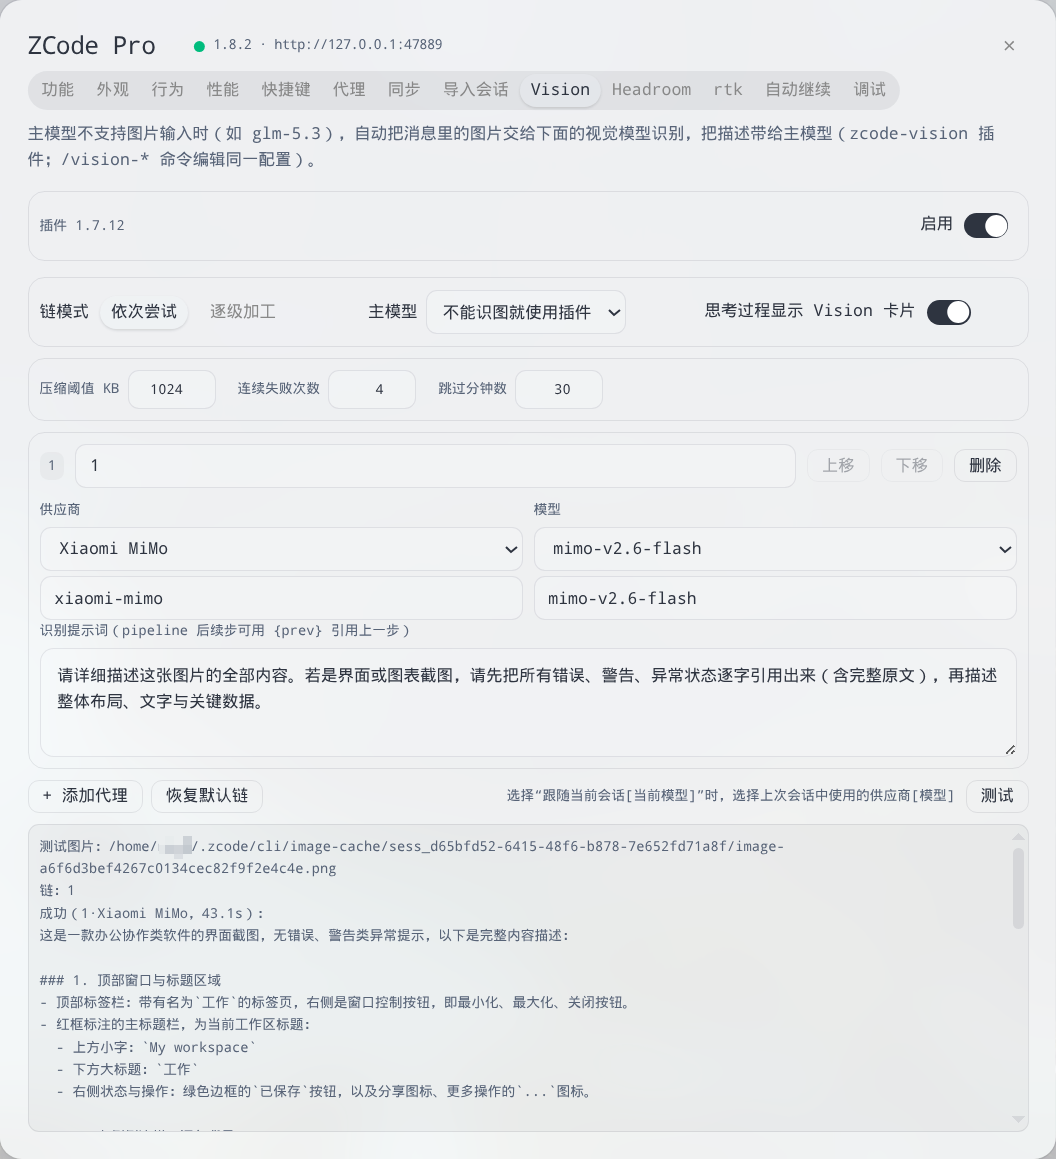 ZCode Pro
1.8.2 · http://127.0.0.1:47889
×
功能 外观 行为 性能 快捷键 代理 同步 导入会话 Vision Headroom rtk 自动继续 调试
主模型不支持图片输入时(如 glm-5.3), 自动把消息里的图片交给下面的视觉模型识别, 把描述带给主模型(zcode-vision 插
件; /vision-* 命令编辑同一配置)。
插件 1.7.12
启用
链模式 依次尝试 逐级加工 主模型 不能识图就使用插件 思考过程显示 Vision 卡片
压缩阈值 KB 1024 连续失败次数 4 跳过分钟数 30
1 1 上移 下移 删除
供应商 模型
Xiaomi MiMo mimo-v2.6-flash
xiaomi-mimo mimo-v2.6-flash
识别提示词(pipeline 后续步可用 {prev} 引用上一步)
请详细描述这张图片的全部内容。若是界面或图表截图, 请先把所有错误、警告、异常状态逐字引用出来(含完整原文), 再描述
整体布局、文字与关键数据。
+ 添加代理 恢复默认链 选择“跟随当前会话[当前模型]”时, 选择上次会话中使用的供应商[模型] 测试
测试图片: /home/ /.zcode/cli/image-cache/sess_d65bfd52-6415-48f6-b878-7e652fd71a8f/image-
a6f6d3bef4267c0134cec82f9f2e4c4e.png
链: 1
成功(1·Xiaomi MiMo, 43.1s):
这是一款办公协作类软件的界面截图, 无错误、警告类异常提示, 以下是完整内容描述:
### 1. 顶部窗口与标题区域
- 顶部标签栏: 带有名为`工作`的标签页, 右侧是窗口控制按钮, 即最小化、最大化、关闭按钮。
- 红框标注的主标题栏, 为当前工作区标题:
- 上方小字: `My workspace`
- 下方大标题: `工作`
- 右侧状态与操作: 绿色边框的`已保存`按钮, 以及分享图标、更多操作的`...`图标。